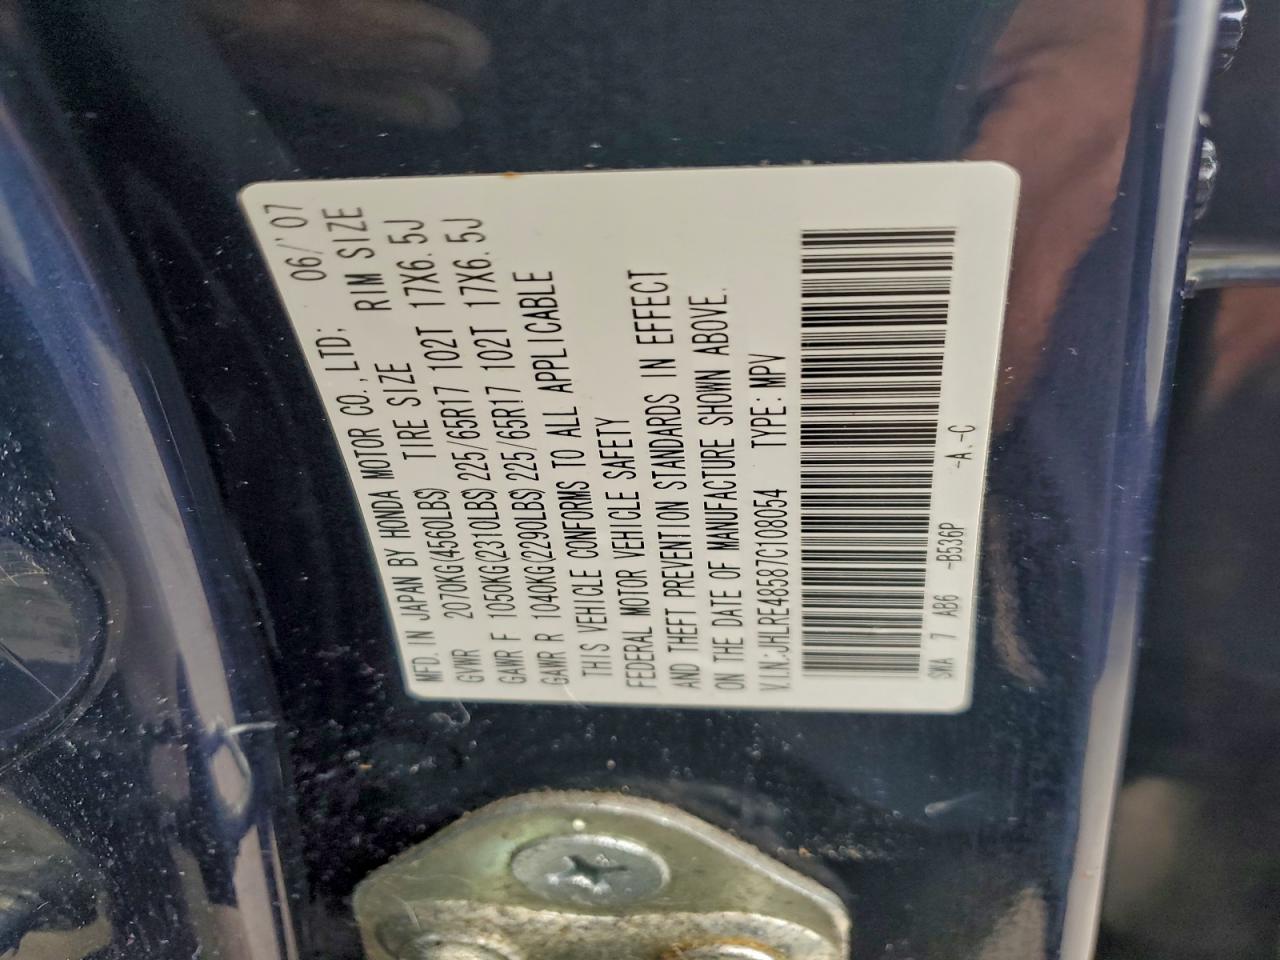 MFD. IN JAPAN BY HONDA MOTOR CO., LTD; 06/'07
GVWR 2070KG(4560LBS) TIRE SIZE RIM SIZE
GAWR F 1050KG(2310LBS) 225/65R17 102T 17X6.5J
GAWR R 1040KG(2290LBS) 225/65R17 102T 17X6.5J
THIS VEHICLE CONFORMS TO ALL APPLICABLE
FEDERAL MOTOR VEHICLE SAFETY
AND THEFT PREVENTION STANDARDS IN EFFECT
ON THE DATE OF MANUFACTURE SHOWN ABOVE.
V.I.N.:JHLRE48587C108054 TYPE: MPV
SWA 7 AB6 -B536P -A,-C